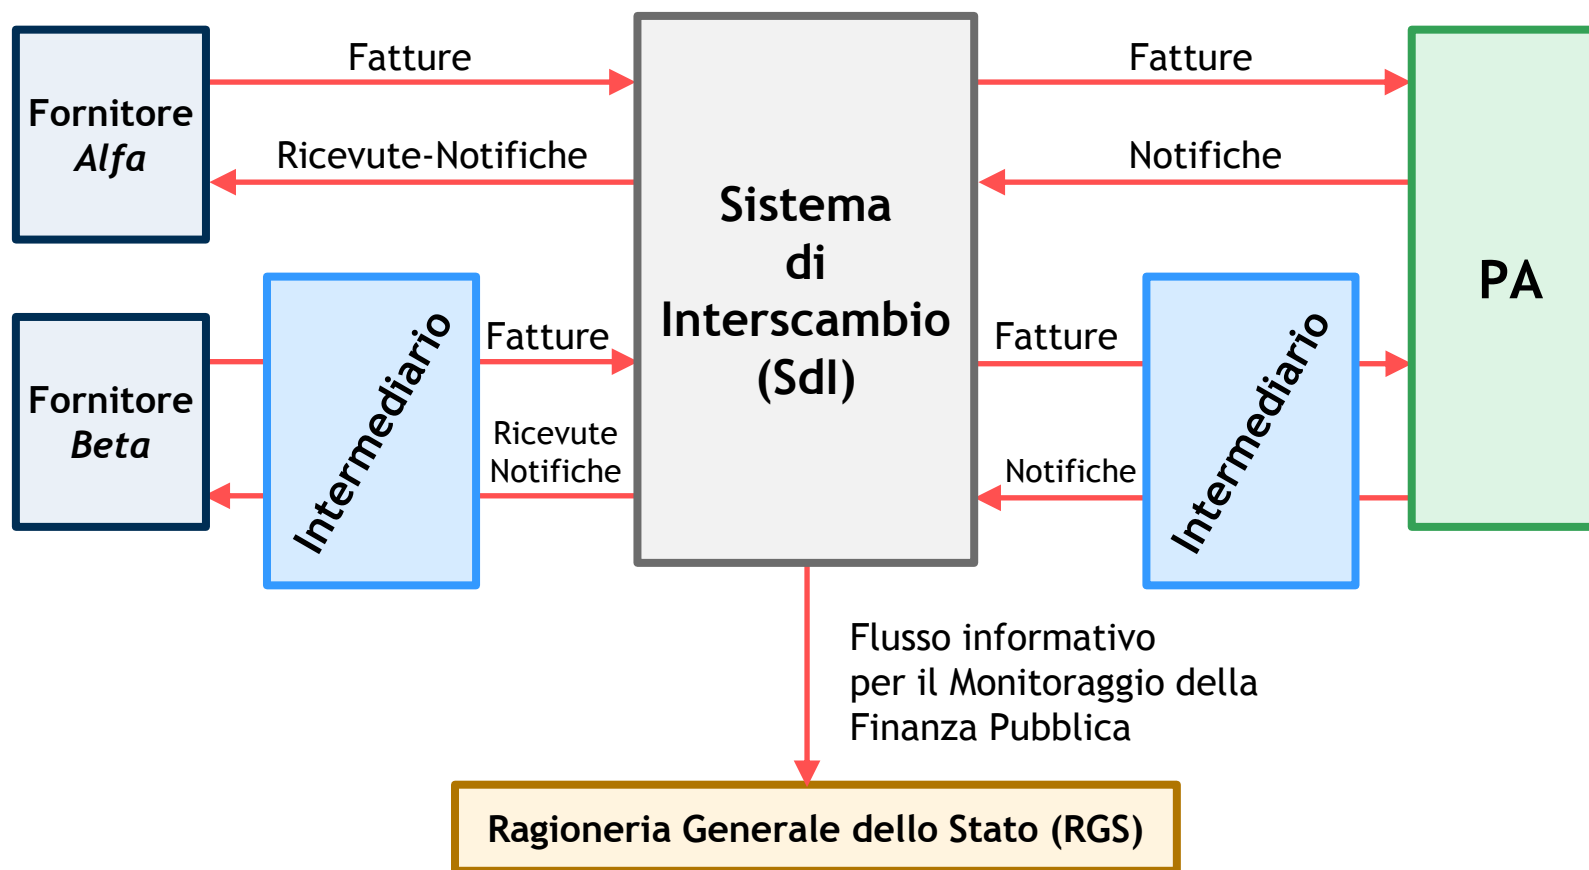 Fornitore
Alfa
Fatture
Ricevute-Notifiche
Sistema
di
Interscambio
(SdI)
Fatture
Notifiche
PA
Fornitore
Beta
Intermediario
Fatture
Ricevute
Notifiche
Fatture
Notifiche
Intermediario
Flusso informativo
per il Monitoraggio della
Finanza Pubblica
Ragioneria Generale dello Stato (RGS)